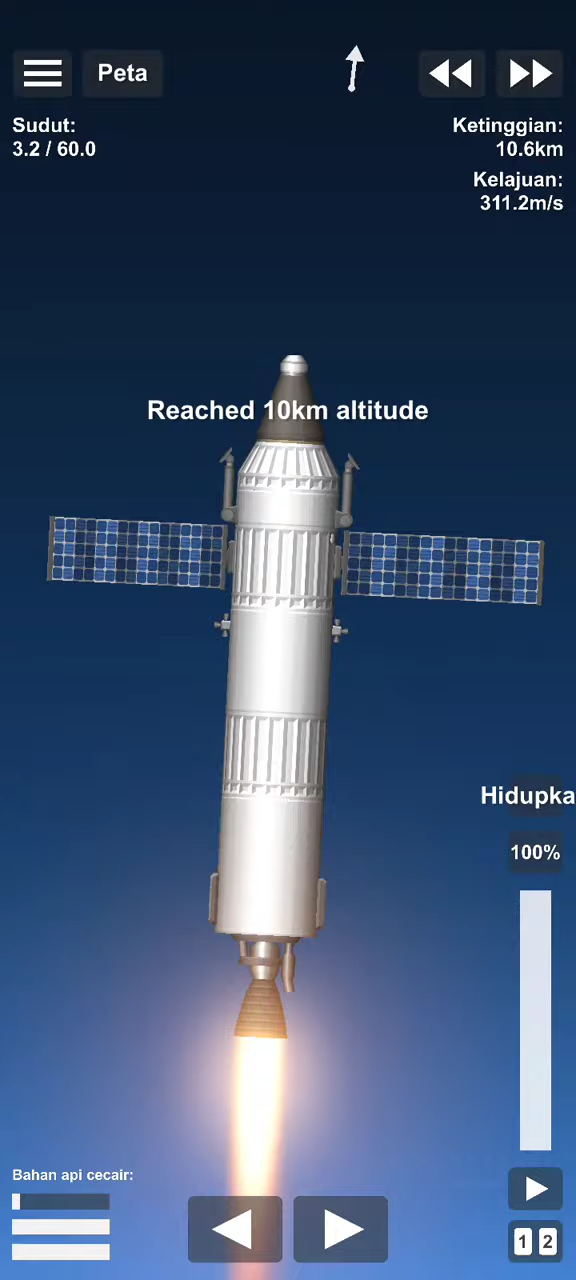 Peta
Sudut:
3.2 / 60.0
Ketinggian:
10.6km
Kelajuan:
311.2m/s
Reached 10km altitude
Hidupka
100%
Bahan api cecair:
1 2